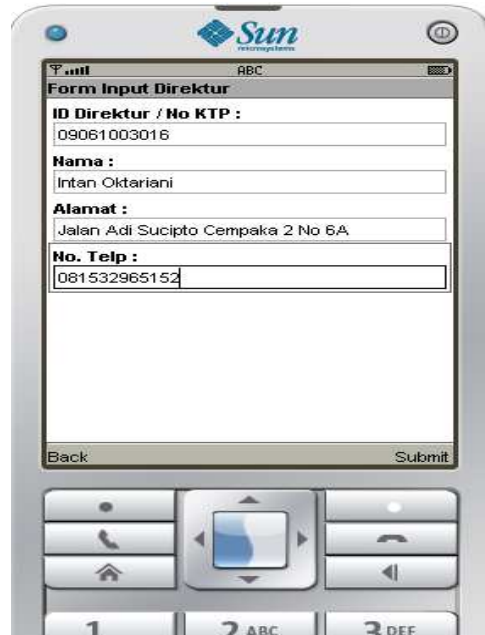 Sun
microsystems
ABC
Form Input Direktur
ID Direktur / No KTP :
09061003016
Nama :
Intan Oktariani
Alamat :
Jalan Adi Sucipto Cempaka 2 No 6A
No. Telp :
081532965152
Back Submit
1 2 ABC 3 DEF